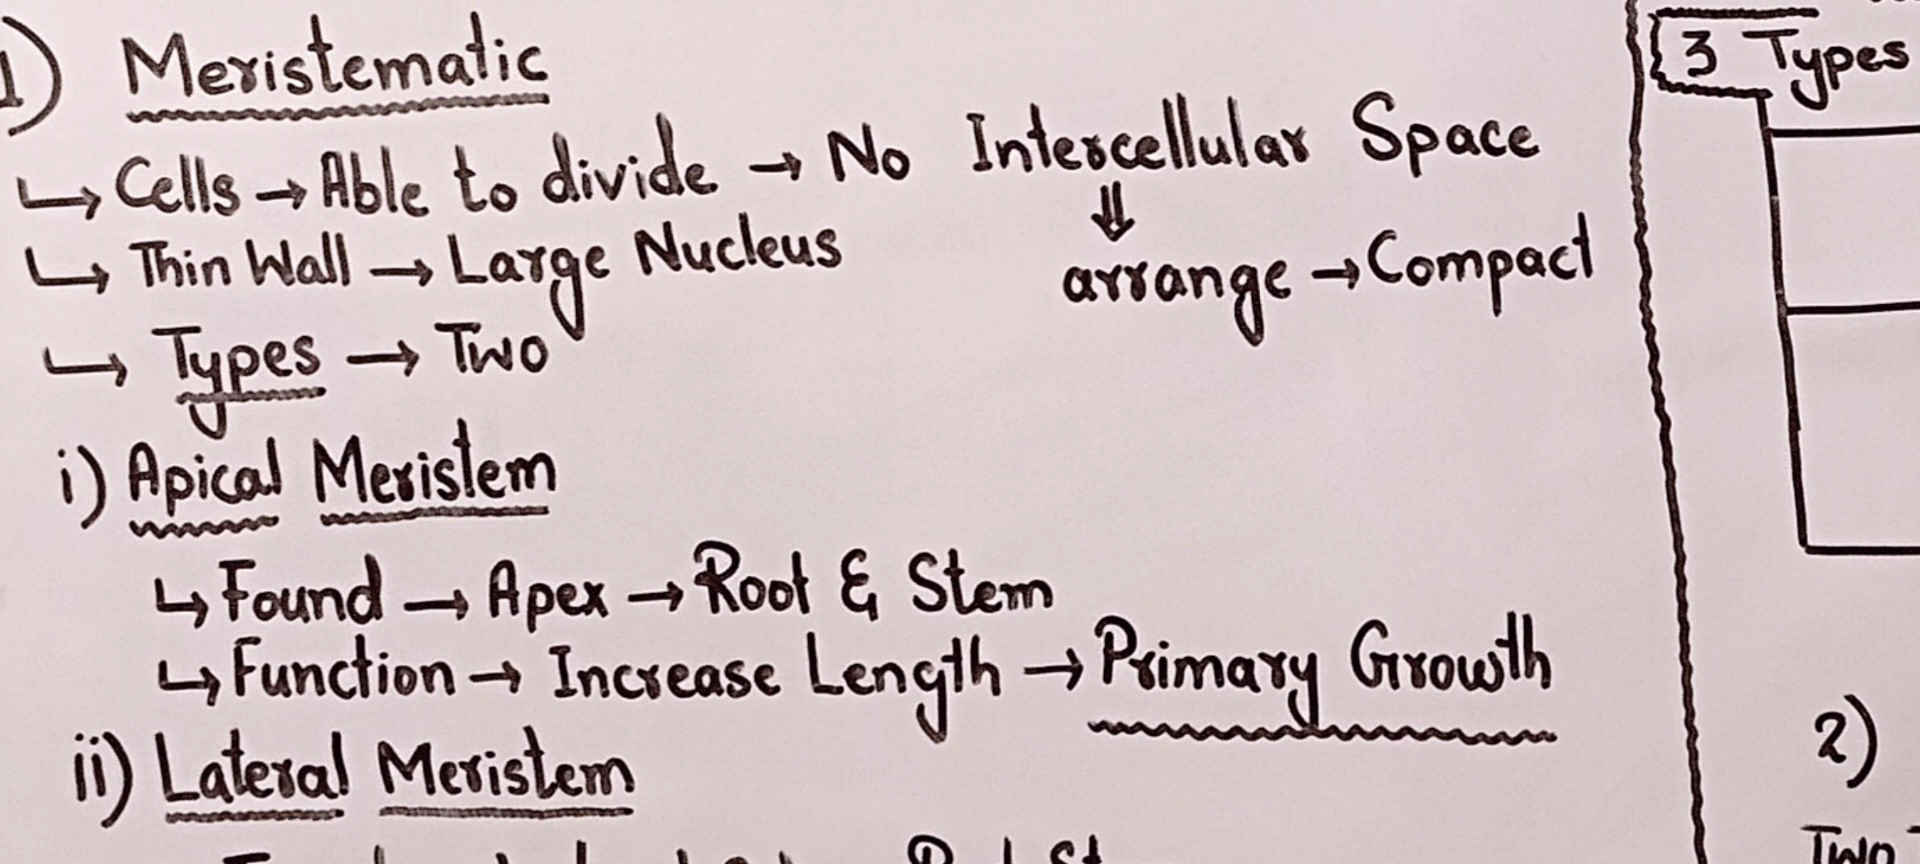 1) Meristematic
↳ Cells → Able to divide → No Intercellular Space
⇓
arrange → Compact
↳ Thin Wall → Large Nucleus
↳ Types → Two
i) Apical Meristem
↳ Found → Apex → Root & Stem
↳ Function → Increase Length → Primary Growth
ii) Lateral Meristem
3 Types
2)
Two